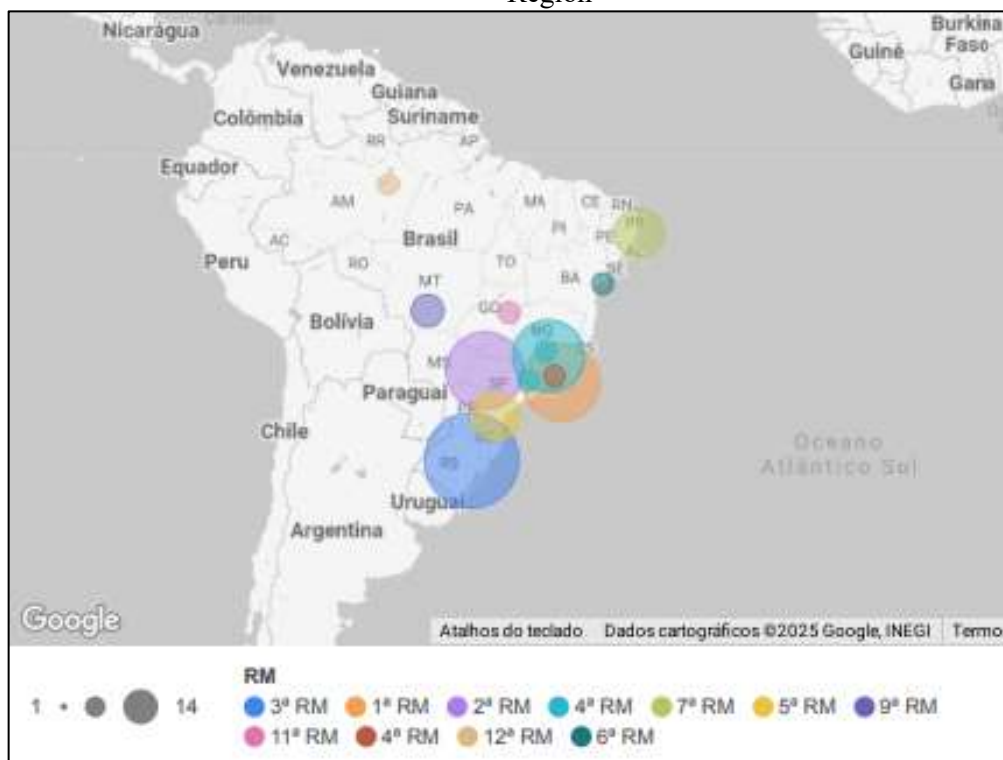 Region
Nicarágua
Burkina
Faso
Guiné
Gana
Venezuela
Guiana
Suriname
Colômbia
RR
AP
Equador
AM
PA
MA
CE
RN
PI
PE
Brasil
AC
Peru
RO
TO
BA
SE
MT
GO
Bolívia
MS
SP
Paraguai
Chile
RS
Oceano
Atlântico Sul
Uruguai
Argentina
Google
Atalhos do teclado Dados cartográficos ©2025 Google, INEGI Termo
RM
1 14
3ª RM 1ª RM 2ª RM 4ª RM 7ª RM 5ª RM 9ª RM
11ª RM 4ª RM 12ª RM 6ª RM